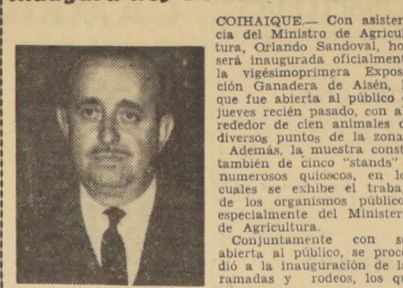 COIHAIQUE.— Con asisten
cia del Ministro de Agricul
tura, Orlando Sandoval, ho
será inaugurada oficialment
la vigésimoprimera Expos
ción Ganadera de Aisén,
que fue abierta al público
jueves recién pasado, con a
rededor de cien animales
diversos puntos de la zona
Además, la muestra const
también de cinco "stands"
numerosos quioscos, en lo
cuales se exhibe el traba
de los organismos público
especialmente del Minister
de Agricultura.
Conjuntamente con se
abierta al público, se proce
dió a la inauguración de la
ramadas y rodeos, los qu